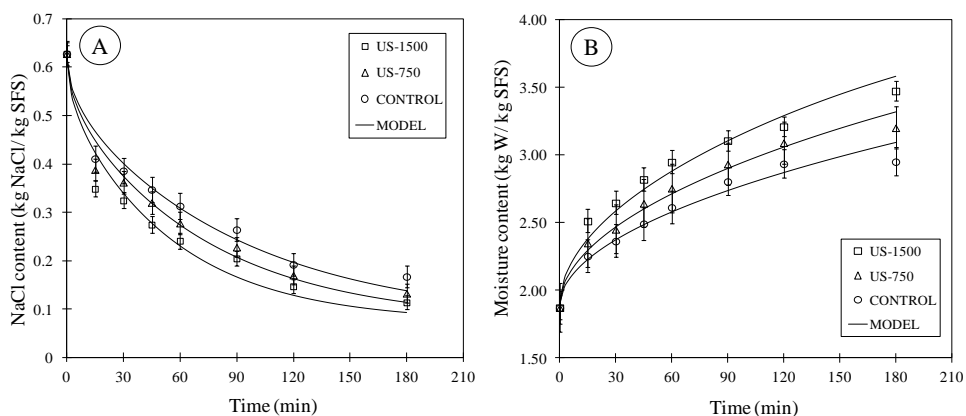 A
US-1500
US-750
CONTROL
MODEL
NaCl content (kg NaCl/ kg SFS)
0.7
0.6
0.5
0.4
0.3
0.2
0.1
0
0 30 60 90 120 150 180 210
Time (min)
B
Moisture content (kg W/ kg SFS)
4.00
3.50
3.00
2.50
2.00
1.50
US-1500
US-750
CONTROL
MODEL
0 30 60 90 120 150 180 210
Time (min)